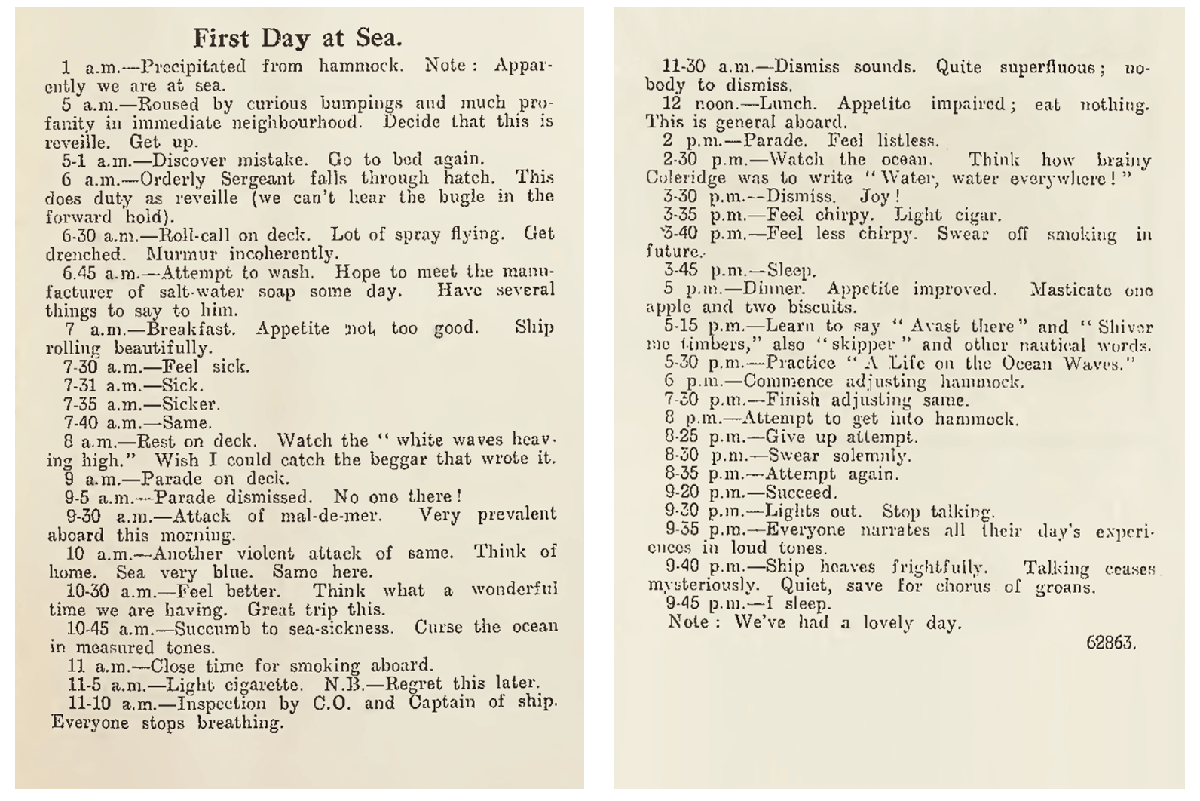 First Day at Sea.
1 a.m.—Precipitated from hammock. Note : Appar-
ently we are at sea.
5 a.m.—Roused by curious bumpings and much pro-
fanity in immediate neighbourhood. Decide that this is
reveille. Get up.
5-1 a.m.—Discover mistake. Go to bed again.
6 a.m.—Orderly Sergeant falls through hatch. This
does duty as reveille (we can't hear the bugle in the
forward hold).
6-30 a.m.—Roll-call on deck. Lot of spray flying. Get
drenched. Murmur incoherently.
6.45 a.m.—Attempt to wash. Hope to meet the manu-
facturer of salt-water soap some day. Have several
things to say to him.
7 a.m.—Breakfast. Appetite not too good. Ship
rolling beautifully.
7-30 a.m.—Feel sick.
7-31 a.m.—Sick.
7-35 a.m.—Sicker.
7-40 a.m.—Same.
8 a.m.—Rest on deck. Watch the " white waves heav-
ing high." Wish I could catch the beggar that wrote it.
9 a.m.—Parade on deck.
9-5 a.m.—Parade dismissed. No one there !
9-30 a.m.—Attack of mal-de-mer. Very prevalent
aboard this morning.
10 a.m.—Another violent attack of same. Think of
home. Sea very blue. Same here.
10-30 a.m.—Feel better. Think what a wonderful
time we are having. Great trip this.
10-45 a.m.—Succumb to sea-sickness. Curse the ocean
in measured tones.
11 a.m.—Close time for smoking aboard.
11-5 a.m.—Light cigarette. N.B.—Regret this later.
11-10 a.m.—Inspection by C.O. and Captain of ship.
Everyone stops breathing.
11-30 a.m.—Dismiss sounds. Quite superfluous ; no-
body to dismiss.
12 noon.—Lunch. Appetite impaired ; eat nothing.
This is general aboard.
2 p.m.—Parade. Feel listless.
2-30 p.m.—Watch the ocean. Think how brainy
Coleridge was to write " Water, water everywhere ! "
3-30 p.m.—Dismiss. Joy !
3-35 p.m.—Feel chirpy. Light cigar.
3-40 p.m.—Feel less chirpy. Swear off smoking in
future.
3-45 p.m.—Sleep.
5 p.m.—Dinner. Appetite improved. Masticate one
apple and two biscuits.
5-15 p.m.—Learn to say " Avast there " and " Shiver
me timbers," also " skipper " and other nautical words.
5-30 p.m.—Practice " A Life on the Ocean Waves."
6 p.m.—Commence adjusting hammock.
7-30 p.m.—Finish adjusting same.
8 p.m.—Attempt to get into hammock.
8-25 p.m.—Give up attempt.
8-30 p.m.—Swear solemnly.
8-35 p.m.—Attempt again.
9-20 p.m.—Succeed.
9-30 p.m.—Lights out. Stop talking.
9-35 p.m.—Everyone narrates all their day's experi-
ences in loud tones.
9-40 p.m.—Ship heaves frightfully. Talking ceases
mysteriously. Quiet, save for chorus of groans.
9-45 p.m.—I sleep.
Note : We've had a lovely day.
62863.